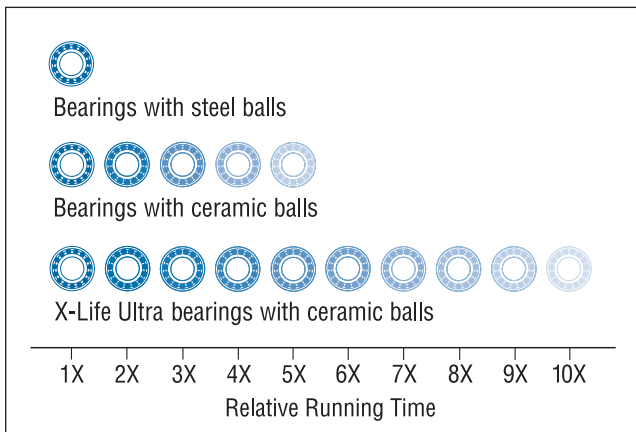 Bearings with steel balls
Bearings with ceramic balls
X-Life Ultra bearings with ceramic balls
1X 2X 3X 4X 5X 6X 7X 8X 9X 10X
Relative Running Time